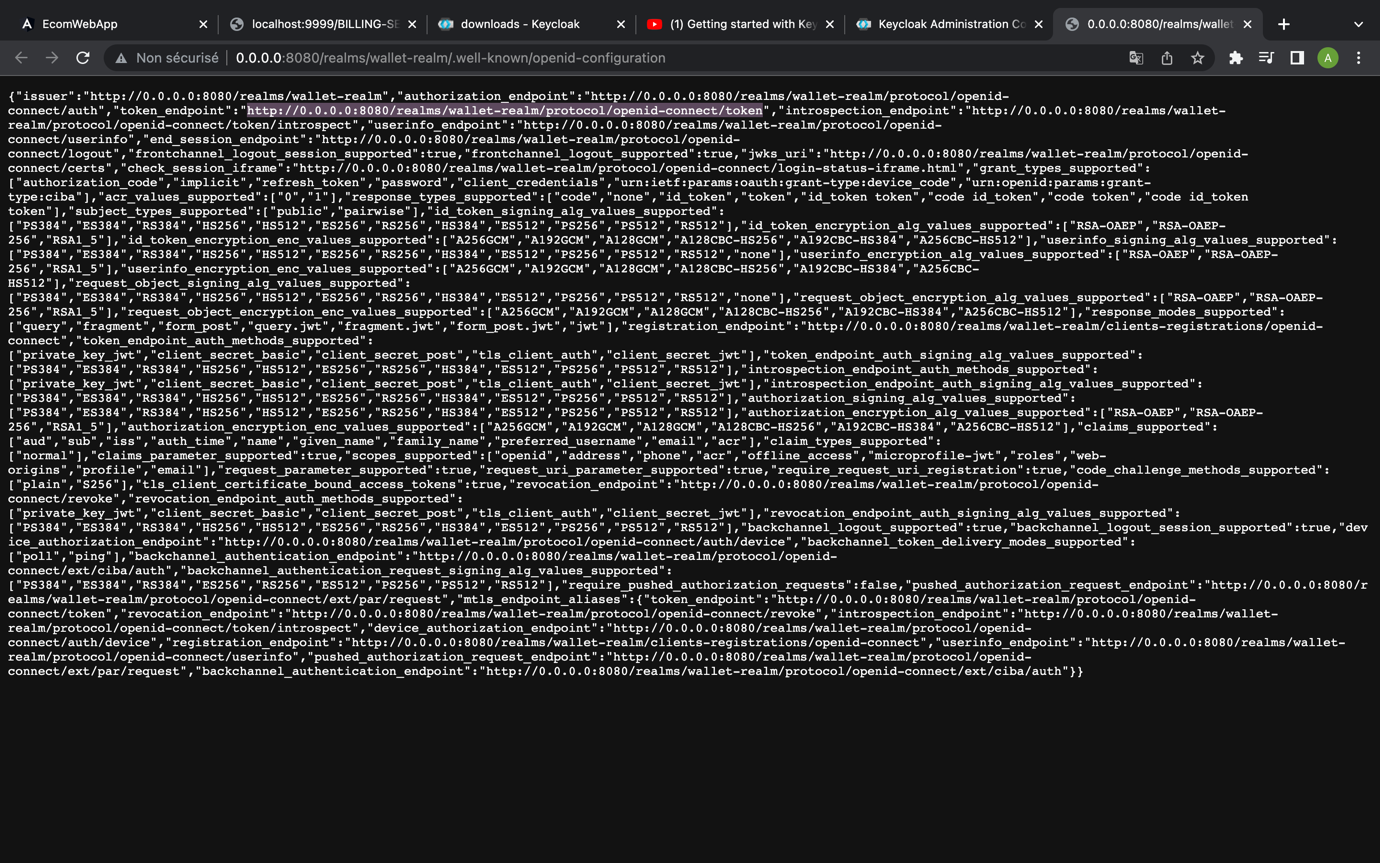 EcomWebApp
localhost:9999/BILLING-SE
downloads - Keycloak
(1) Getting started with Key
Keycloak Administration Co
0.0.0.0:8080/realms/wallet
Non sécurisé
0.0.0.0:8080/realms/wallet-realm/.well-known/openid-configuration
A
{"issuer":"http://0.0.0.0:8080/realms/wallet-realm","authorization_endpoint":"http://0.0.0.0:8080/realms/wallet-realm/protocol/openid-
connect/auth","token_endpoint":"http://0.0.0.0:8080/realms/wallet-realm/protocol/openid-connect/token","introspection_endpoint":"http://0.0.0.0:8080/realms/wallet-
realm/protocol/openid-connect/token/introspect","userinfo_endpoint":"http://0.0.0.0:8080/realms/wallet-realm/protocol/openid-
connect/userinfo","end_session_endpoint":"http://0.0.0.0:8080/realms/wallet-realm/protocol/openid-
connect/logout","frontchannel_logout_session_supported":true,"frontchannel_logout_supported":true,"jwks_uri":"http://0.0.0.0:8080/realms/wallet-realm/protocol/openid-
connect/certs","check_session_iframe":"http://0.0.0.0:8080/realms/wallet-realm/protocol/openid-connect/login-status-iframe.html","grant_types_supported":
["authorization_code","implicit","refresh_token","password","client_credentials","urn:ietf:params:oauth:grant-type:device_code","urn:openid:params:grant-
type:ciba"],"acr_values_supported":["0","1"],"response_types_supported":["code","none","id_token","token","id_token token","code id_token","code token","code id_token
token"],"subject_types_supported":["public","pairwise"],"id_token_signing_alg_values_supported":
["PS384","ES384","RS384","HS256","HS512","ES256","RS256","HS384","ES512","PS256","PS512","RS512"],"id_token_encryption_alg_values_supported":["RSA-OAEP","RSA-OAEP-
256","RSA1_5"],"id_token_encryption_enc_values_supported":["A256GCM","A192GCM","A128GCM","A128CBC-HS256","A192CBC-HS384","A256CBC-HS512"],"userinfo_signing_alg_values_supported":
["PS384","ES384","RS384","HS256","HS512","ES256","RS256","HS384","ES512","PS256","PS512","RS512","none"],"userinfo_encryption_alg_values_supported":["RSA-OAEP","RSA-OAEP-
256","RSA1_5"],"userinfo_encryption_enc_values_supported":["A256GCM","A192GCM","A128GCM","A128CBC-HS256","A192CBC-HS384","A256CBC-
HS512"],"request_object_signing_alg_values_supported":
["PS384","ES384","RS384","HS256","HS512","ES256","RS256","HS384","ES512","PS256","PS512","RS512","none"],"request_object_encryption_alg_values_supported":["RSA-OAEP","RSA-OAEP-
256","RSA1_5"],"request_object_encryption_enc_values_supported":["A256GCM","A192GCM","A128GCM","A128CBC-HS256","A192CBC-HS384","A256CBC-HS512"],"response_modes_supported":
["query","fragment","form_post","query.jwt","fragment.jwt","form_post.jwt","jwt"],"registration_endpoint":"http://0.0.0.0:8080/realms/wallet-realm/clients-registrations/openid-
connect","token_endpoint_auth_methods_supported":
["private_key_jwt","client_secret_basic","client_secret_post","tls_client_auth","client_secret_jwt"],"token_endpoint_auth_signing_alg_values_supported":
["PS384","ES384","RS384","HS256","HS512","ES256","RS256","HS384","ES512","PS256","PS512","RS512"],"introspection_endpoint_auth_methods_supported":
["private_key_jwt","client_secret_basic","client_secret_post","tls_client_auth","client_secret_jwt"],"introspection_endpoint_auth_signing_alg_values_supported":
["PS384","ES384","RS384","HS256","HS512","ES256","RS256","HS384","ES512","PS256","PS512","RS512"],"authorization_signing_alg_values_supported":
["PS384","ES384","RS384","HS256","HS512","ES256","RS256","HS384","ES512","PS256","PS512","RS512"],"authorization_encryption_alg_values_supported":["RSA-OAEP","RSA-OAEP-
256","RSA1_5"],"authorization_encryption_enc_values_supported":["A256GCM","A192GCM","A128GCM","A128CBC-HS256","A192CBC-HS384","A256CBC-HS512"],"claims_supported":
["aud","sub","iss","auth_time","name","given_name","family_name","preferred_username","email","acr"],"claim_types_supported":
["normal"],"claims_parameter_supported":true,"scopes_supported":["openid","address","phone","acr","offline_access","microprofile-jwt","roles","web-
origins","profile","email"],"request_parameter_supported":true,"request_uri_parameter_supported":true,"require_request_uri_registration":true,"code_challenge_methods_supported":
["plain","S256"],"tls_client_certificate_bound_access_tokens":true,"revocation_endpoint":"http://0.0.0.0:8080/realms/wallet-realm/protocol/openid-
connect/revoke","revocation_endpoint_auth_methods_supported":
["private_key_jwt","client_secret_basic","client_secret_post","tls_client_auth","client_secret_jwt"],"revocation_endpoint_auth_signing_alg_values_supported":
["PS384","ES384","RS384","HS256","HS512","ES256","RS256","HS384","ES512","PS256","PS512","RS512"],"backchannel_logout_supported":true,"backchannel_logout_session_supported":true,"dev
ice_authorization_endpoint":"http://0.0.0.0:8080/realms/wallet-realm/protocol/openid-connect/auth/device","backchannel_token_delivery_modes_supported":
["poll","ping"],"backchannel_authentication_endpoint":"http://0.0.0.0:8080/realms/wallet-realm/protocol/openid-
connect/ext/ciba/auth","backchannel_authentication_request_signing_alg_values_supported":
["PS384","ES384","RS384","ES256","RS256","ES512","PS256","PS512","RS512"],"require_pushed_authorization_requests":false,"pushed_authorization_request_endpoint":"http://0.0.0.0:8080/r
ealms/wallet-realm/protocol/openid-connect/ext/par/request","mtls_endpoint_aliases":{"token_endpoint":"http://0.0.0.0:8080/realms/wallet-realm/protocol/openid-
connect/token","revocation_endpoint":"http://0.0.0.0:8080/realms/wallet-realm/protocol/openid-connect/revoke","introspection_endpoint":"http://0.0.0.0:8080/realms/wallet-
realm/protocol/openid-connect/token/introspect","device_authorization_endpoint":"http://0.0.0.0:8080/realms/wallet-realm/protocol/openid-
connect/auth/device","registration_endpoint":"http://0.0.0.0:8080/realms/wallet-realm/clients-registrations/openid-connect","userinfo_endpoint":"http://0.0.0.0:8080/realms/wallet-
realm/protocol/openid-connect/userinfo","pushed_authorization_request_endpoint":"http://0.0.0.0:8080/realms/wallet-realm/protocol/openid-
connect/ext/par/request","backchannel_authentication_endpoint":"http://0.0.0.0:8080/realms/wallet-realm/protocol/openid-connect/ext/ciba/auth"}}